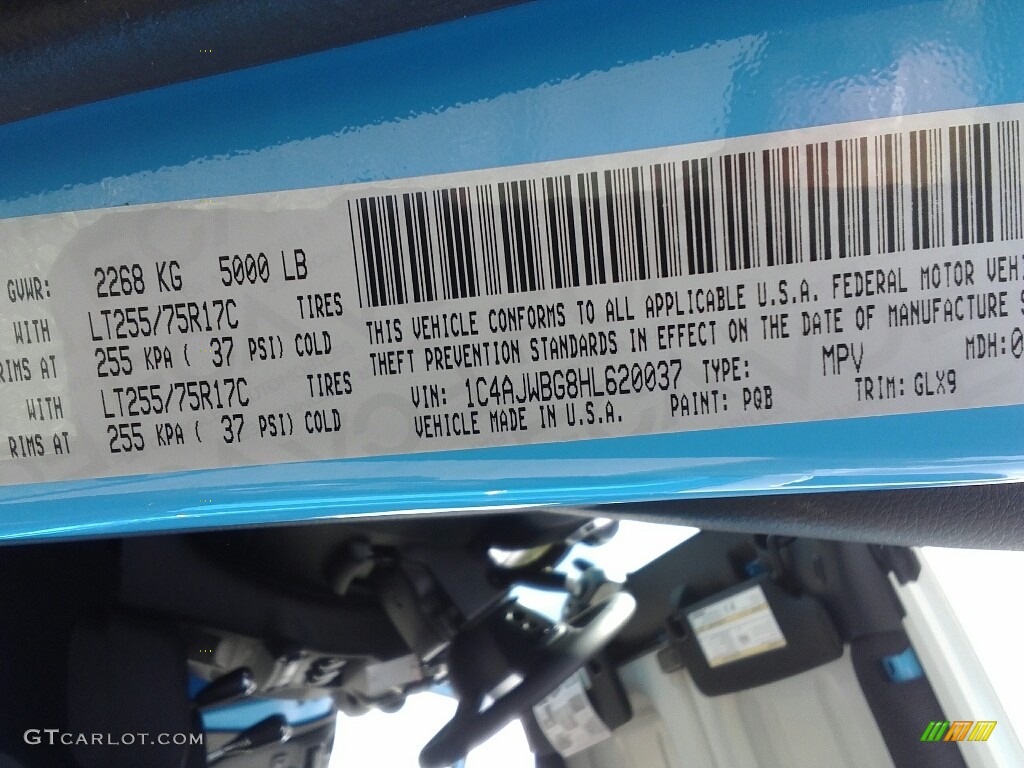 GVWR: 2268 KG 5000 LB
WITH LT255/75R17C TIRES
RIMS AT 255 KPA ( 37 PSI) COLD
WITH LT255/75R17C TIRES
RIMS AT 255 KPA ( 37 PSI) COLD
THIS VEHICLE CONFORMS TO ALL APPLICABLE U.S.A. FEDERAL MOTOR VEHI
THEFT PREVENTION STANDARDS IN EFFECT ON THE DATE OF MANUFACTURE S
VIN: 1C4AJWBG8HL620037 TYPE: MPV MDH:0
VEHICLE MADE IN U.S.A. PAINT: PQB TRIM: GLX9
GTCARLOT.COM